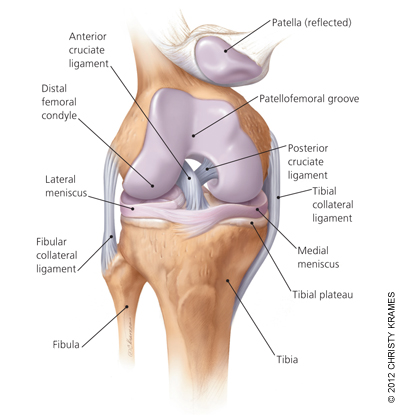 Patella (reflected)
Anterior
cruciate
ligament
Distal
femoral
condyle
Patellofemoral groove
Posterior
cruciate
ligament
Lateral
meniscus
Tibial
collateral
ligament
Fibular
collateral
ligament
Medial
meniscus
Tibial plateau
Fibula
Tibia
© 2012 CHRISTY KRAMES